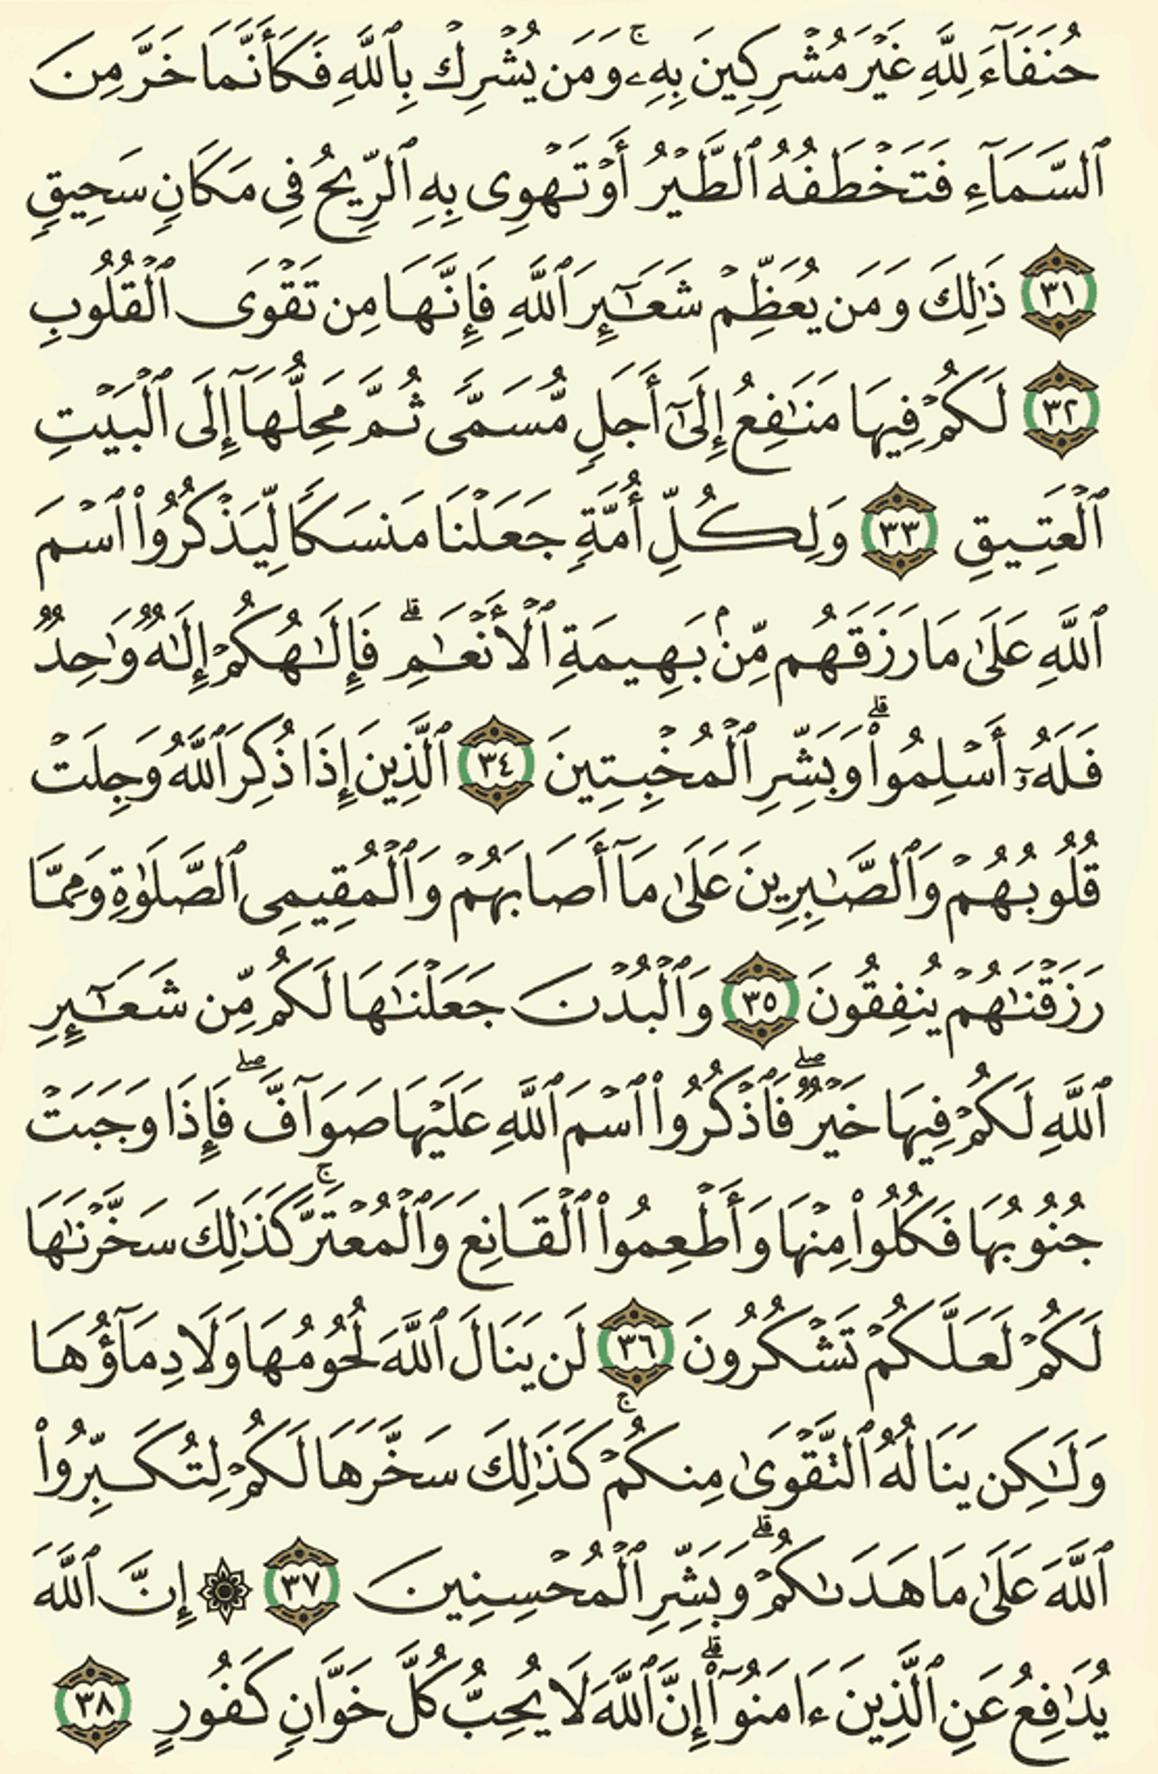 حُنَفَآءَ لِلَّهِ غَيْرَ مُشْرِكِينَ بِهِۦۚ وَمَن يُشْرِكْ بِٱللَّهِ فَكَأَنَّمَا خَرَّ مِنَ
ٱلسَّمَآءِ فَتَخْطَفُهُ ٱلطَّيْرُ أَوْ تَهْوِى بِهِ ٱلرِّيحُ فِى مَكَانٍ سَحِيقٍ
٣١ ذَٰلِكَ وَمَن يُعَظِّمْ شَعَـٰٓئِرَ ٱللَّهِ فَإِنَّهَا مِن تَقْوَى ٱلْقُلُوبِ
٣٢ لَكُمْ فِيهَا مَنَـٰفِعُ إِلَىٰٓ أَجَلٍ مُّسَمًّى ثُمَّ مَحِلُّهَآ إِلَى ٱلْبَيْتِ
ٱلْعَتِيقِ ٣٣ وَلِكُلِّ أُمَّةٍ جَعَلْنَا مَنسَكًا لِّيَذْكُرُوا۟ ٱسْمَ
ٱللَّهِ عَلَىٰ مَا رَزَقَهُم مِّنۢ بَهِيمَةِ ٱلْأَنْعَـٰمِۗ فَإِلَـٰهُكُمْ إِلَـٰهٌ وَٰحِدٌ
فَلَهُۥٓ أَسْلِمُوا۟ۗ وَبَشِّرِ ٱلْمُخْبِتِينَ ٣٤ ٱلَّذِينَ إِذَا ذُكِرَ ٱللَّهُ وَجِلَتْ
قُلُوبُهُمْ وَٱلصَّـٰبِرِينَ عَلَىٰ مَآ أَصَابَهُمْ وَٱلْمُقِيمِى ٱلصَّلَوٰةِ وَمِمَّا
رَزَقْنَـٰهُمْ يُنفِقُونَ ٣٥ وَٱلْبُدْنَ جَعَلْنَـٰهَا لَكُم مِّن شَعَـٰٓئِرِ
ٱللَّهِ لَكُمْ فِيهَا خَيْرٌۖ فَٱذْكُرُوا۟ ٱسْمَ ٱللَّهِ عَلَيْهَا صَوَآفَّۖ فَإِذَا وَجَبَتْ
جُنُوبُهَا فَكُلُوا۟ مِنْهَا وَأَطْعِمُوا۟ ٱلْقَانِعَ وَٱلْمُعْتَرَّۚ كَذَٰلِكَ سَخَّرْنَـٰهَا
لَكُمْ لَعَلَّكُمْ تَشْكُرُونَ ٣٦ لَن يَنَالَ ٱللَّهَ لُحُومُهَا وَلَا دِمَآؤُهَا
وَلَـٰكِن يَنَالُهُ ٱلتَّقْوَىٰ مِنكُمْۚ كَذَٰلِكَ سَخَّرَهَا لَكُمْ لِتُكَبِّرُوا۟
ٱللَّهَ عَلَىٰ مَا هَدَىٰكُمْۗ وَبَشِّرِ ٱلْمُحْسِنِينَ ٣٧ ۞ إِنَّ ٱللَّهَ
يُدَٰفِعُ عَنِ ٱلَّذِينَ ءَامَنُوٓا۟ۗ إِنَّ ٱللَّهَ لَا يُحِبُّ كُلَّ خَوَّانٍ كَفُورٍ ٣٨